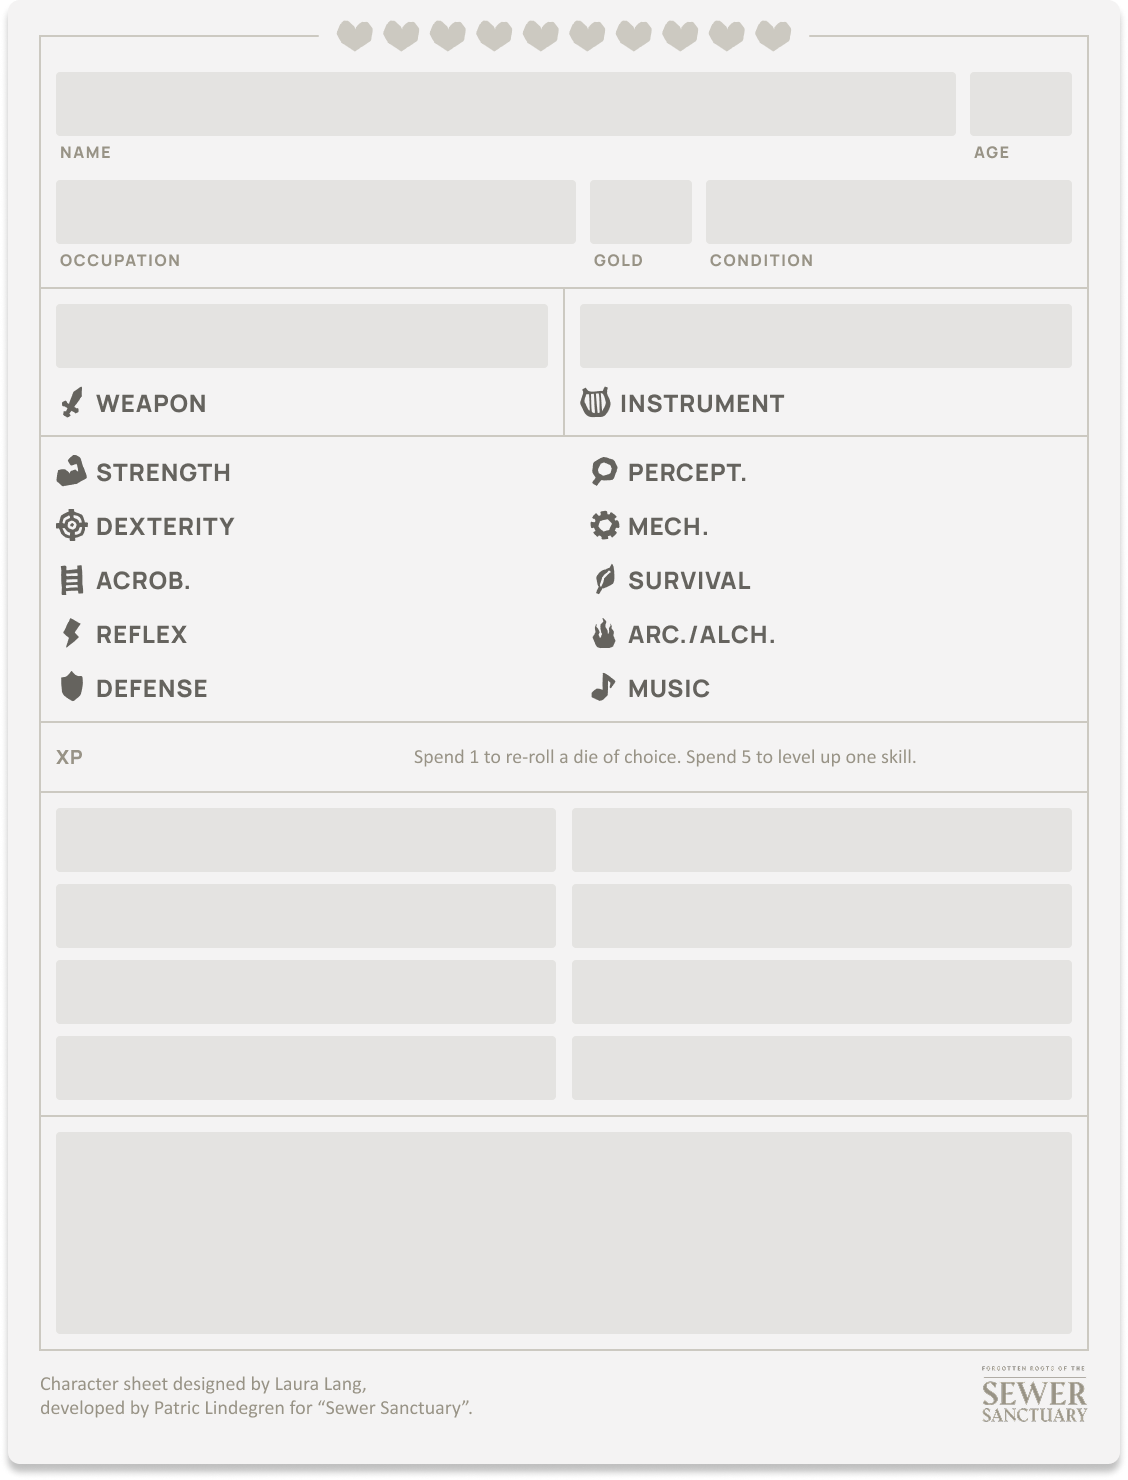 NAME AGE
OCCUPATION GOLD CONDITION
WEAPON INSTRUMENT
STRENGTH PERCEPT.
DEXTERITY MECH.
ACROB. SURVIVAL
REFLEX ARC./ALCH.
DEFENSE MUSIC
XP Spend 1 to re-roll a die of choice. Spend 5 to level up one skill.
Character sheet designed by Laura Lang,
developed by Patric Lindegren for “Sewer Sanctuary”.
FORGOTTEN ROOTS OF THE
SEWER
SANCTUARY